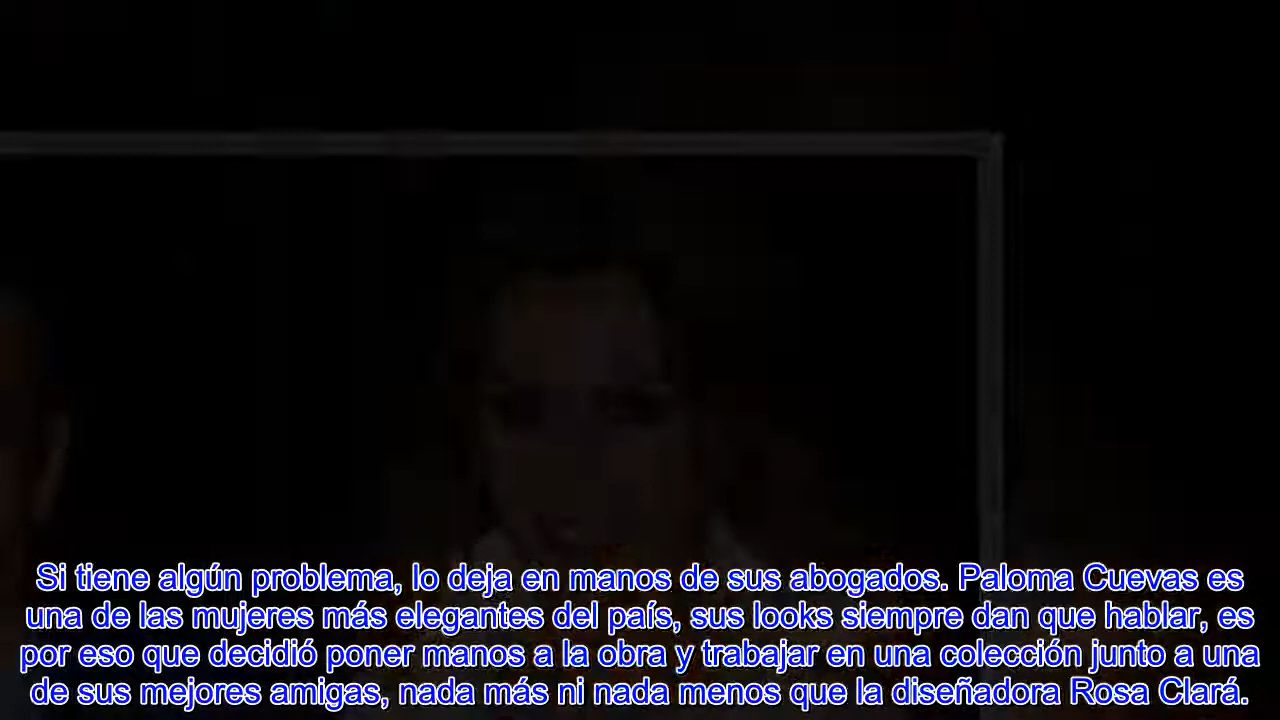 Si tiene algún problema, lo deja en manos de sus abogados. Paloma Cuevas es
una de las mujeres más elegantes del país, sus looks siempre dan que hablar, es
por eso que decidió poner manos a la obra y trabajar en una colección junto a una
de sus mejores amigas, nada más ni nada menos que la diseñadora Rosa Clará.